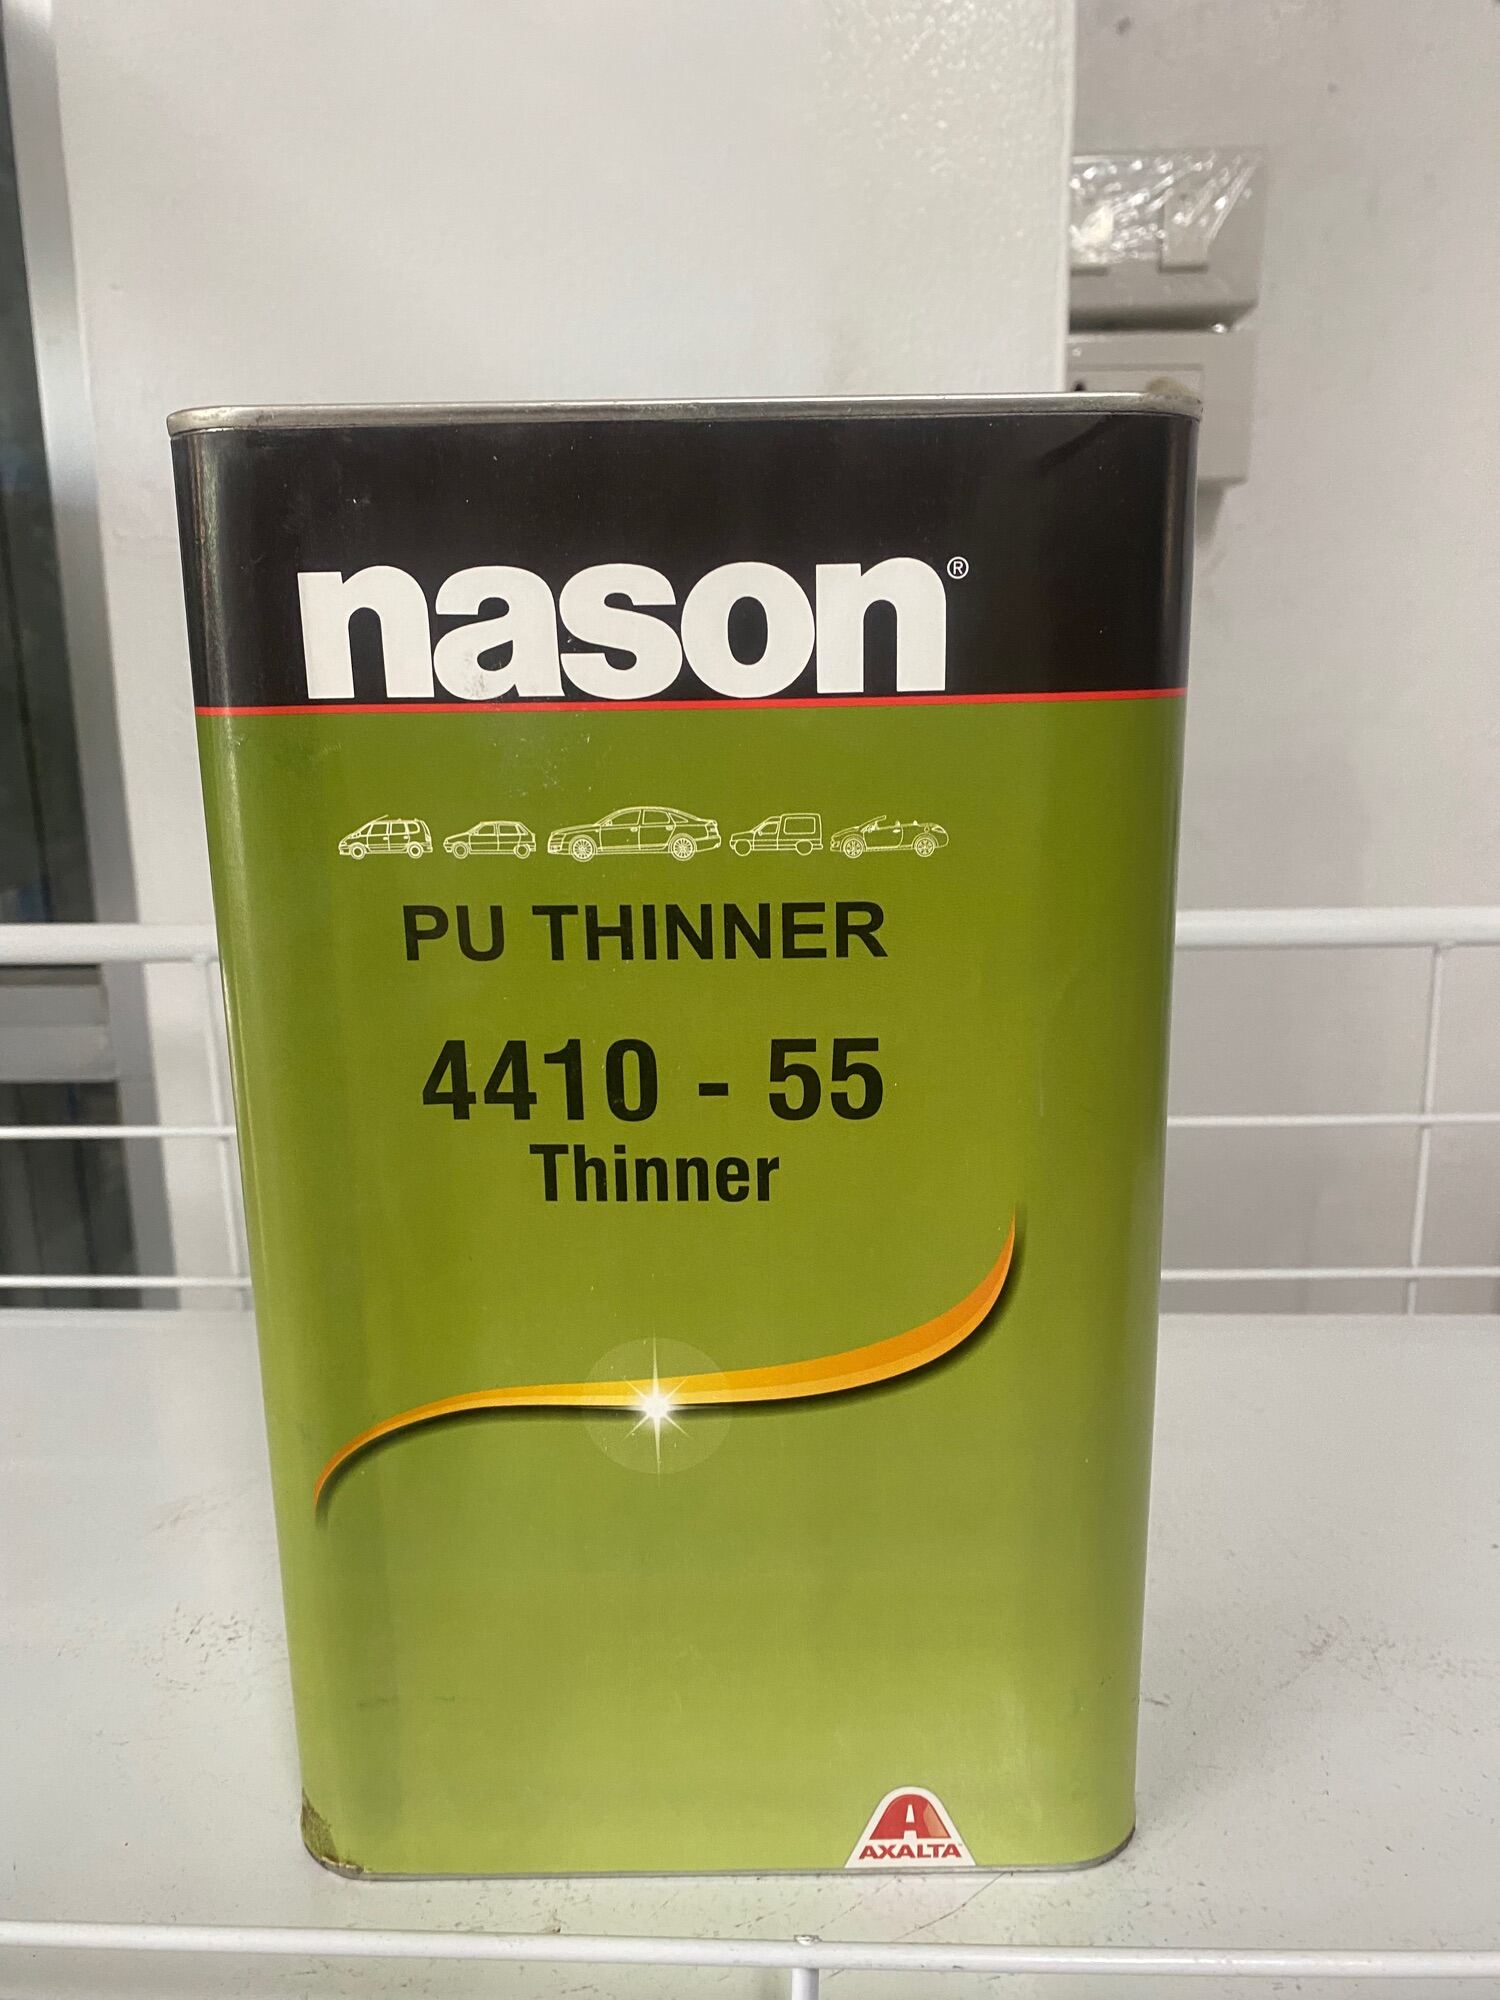 nason®
PU THINNER
4410 - 55
Thinner
AXALTA